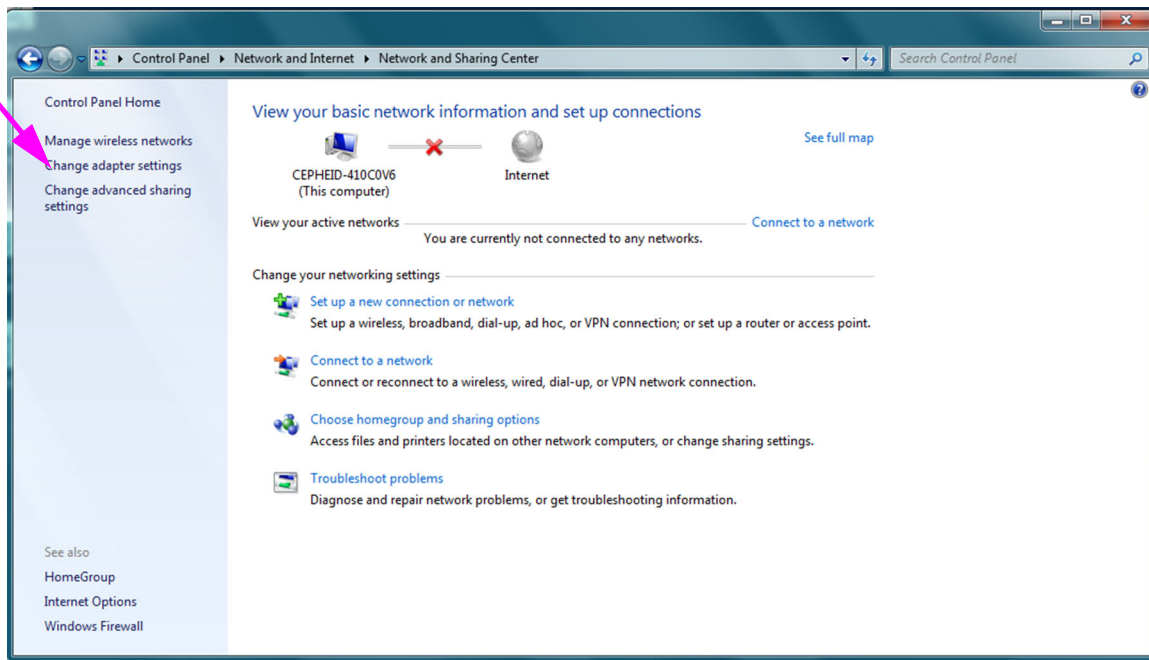 Control Panel Network and Internet Network and Sharing Center
Search Control Panel
Control Panel Home
Manage wireless networks
Change adapter settings
Change advanced sharing
settings
View your basic network information and set up connections
See full map
CEPHEID-410C0V6
(This computer)
Internet
View your active networks
Connect to a network
You are currently not connected to any networks.
Change your networking settings
Set up a new connection or network
Set up a wireless, broadband, dial-up, ad hoc, or VPN connection; or set up a router or access point.
Connect to a network
Connect or reconnect to a wireless, wired, dial-up, or VPN network connection.
Choose homegroup and sharing options
Access files and printers located on other network computers, or change sharing settings.
Troubleshoot problems
Diagnose and repair network problems, or get troubleshooting information.
See also
HomeGroup
Internet Options
Windows Firewall